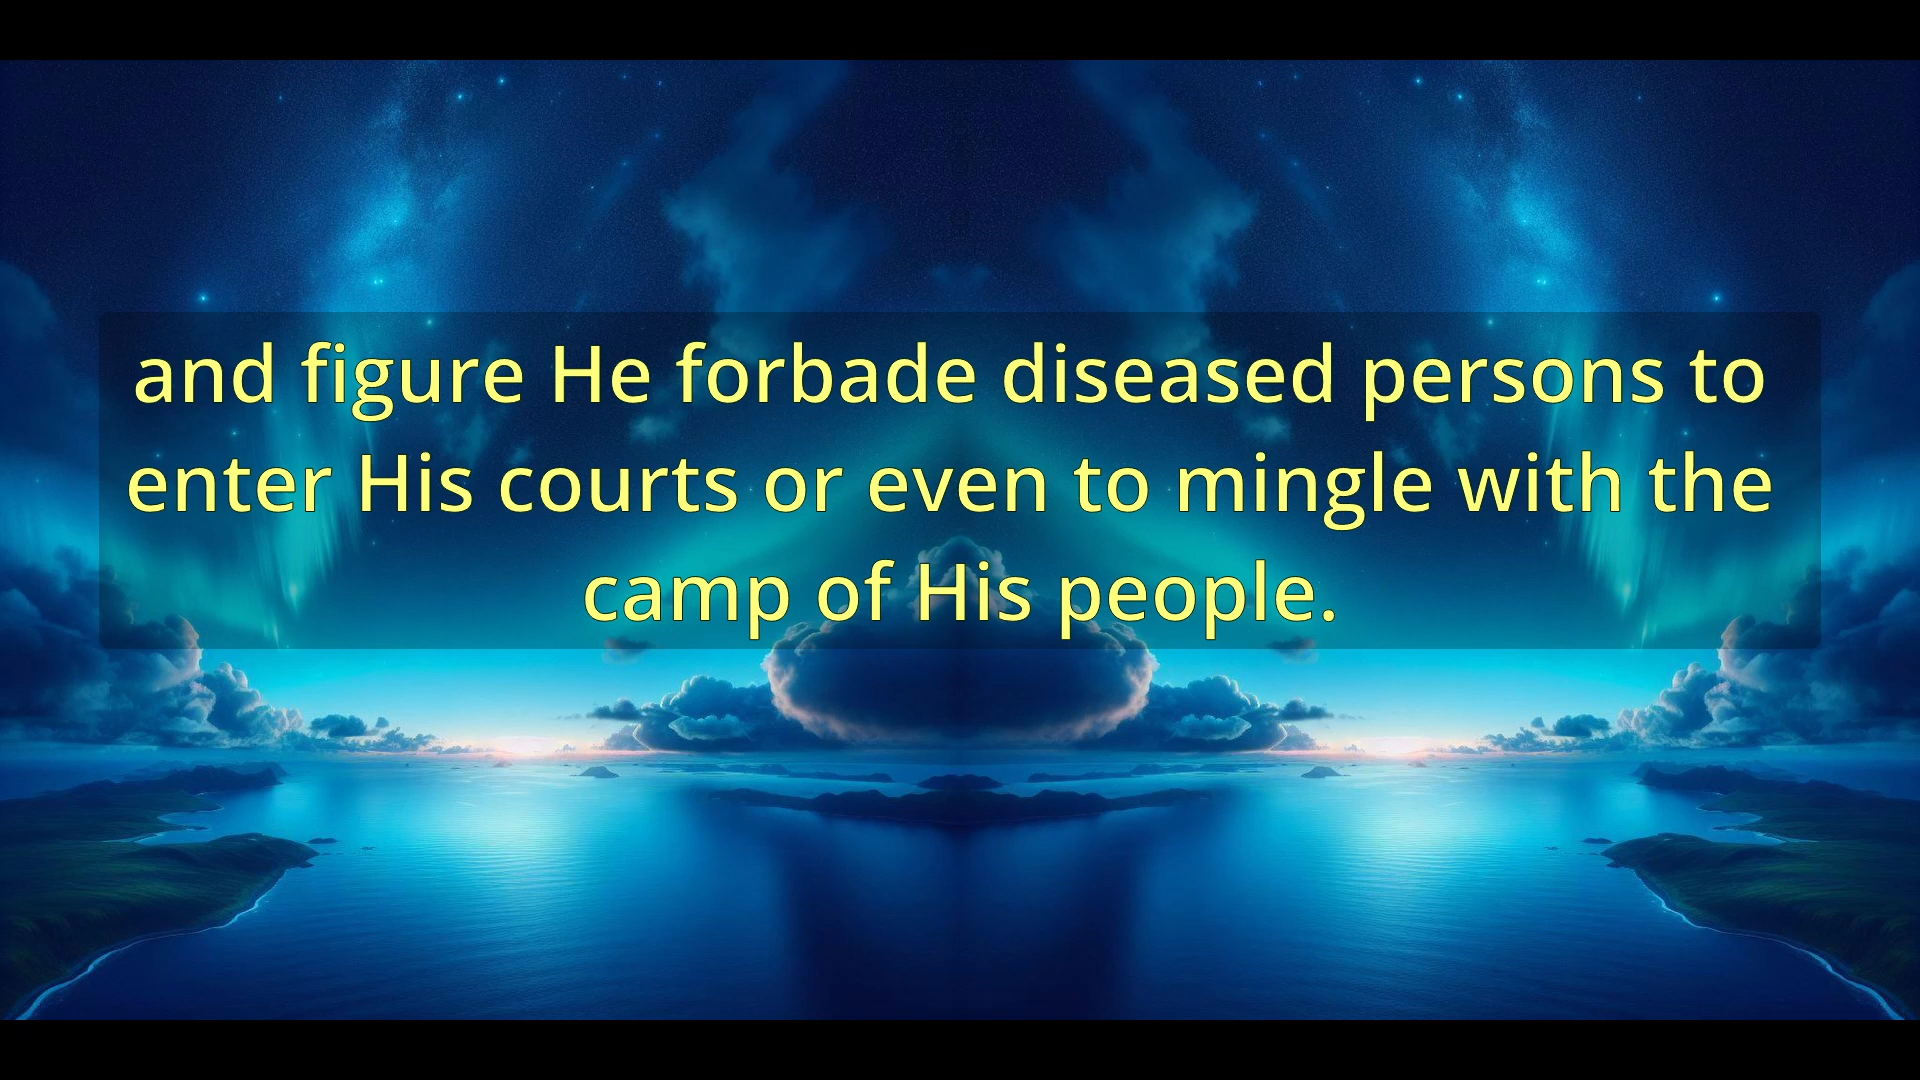 and figure He forbade diseased persons to
enter His courts or even to mingle with the
camp of His people.